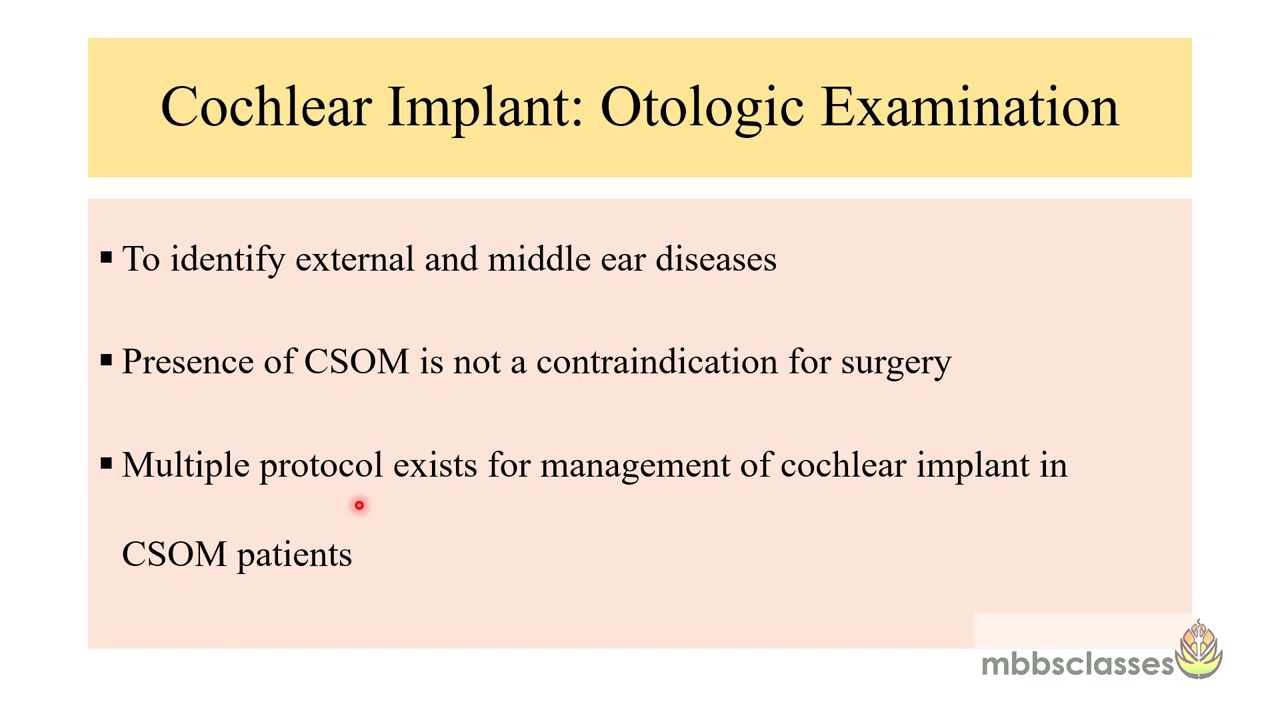 Cochlear Implant: Otologic Examination
▪ To identify external and middle ear diseases
▪ Presence of CSOM is not a contraindication for surgery
▪ Multiple protocol exists for management of cochlear implant in
CSOM patients
mbbsclasses